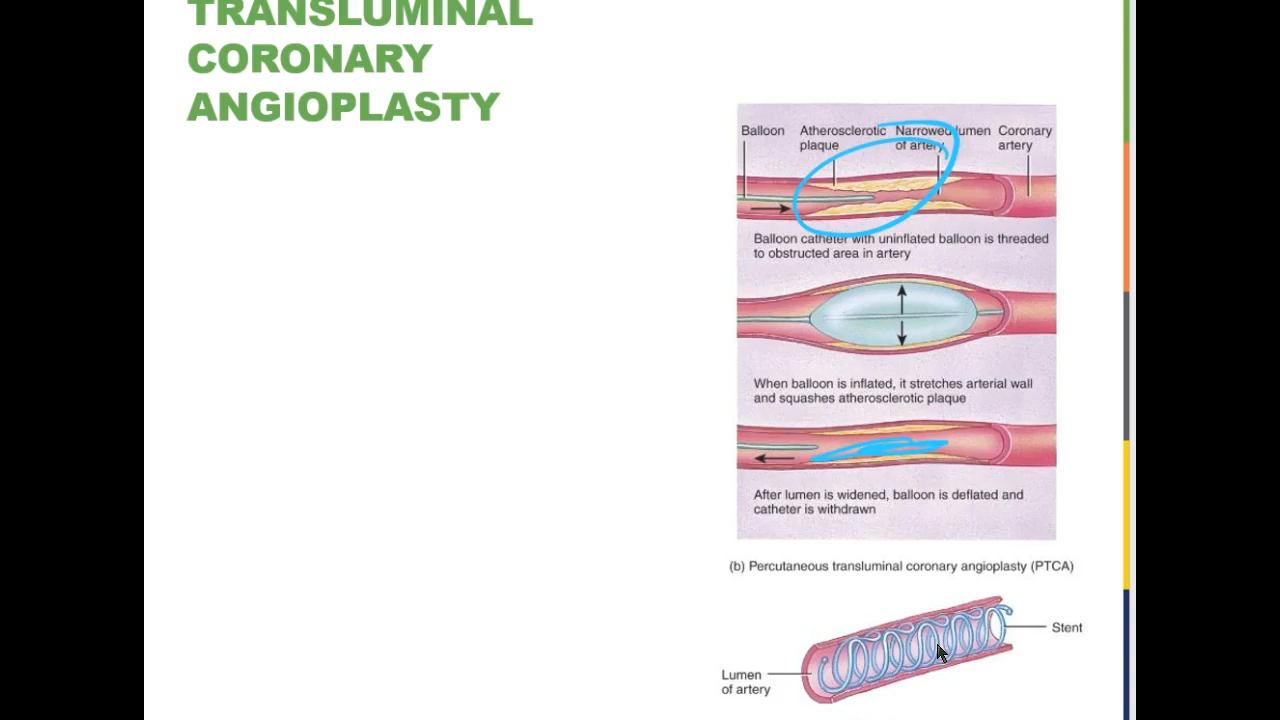 TRANSLUMINAL
CORONARY
ANGIOPLASTY
Balloon
Atherosclerotic
plaque
Narrowed lumen
of artery
Coronary
artery
Balloon catheter with uninflated balloon is threaded
to obstructed area in artery
When balloon is inflated, it stretches arterial wall
and squashes atherosclerotic plaque
After lumen is widened, balloon is deflated and
catheter is withdrawn
(b) Percutaneous transluminal coronary angioplasty (PTCA)
Stent
Lumen
of artery